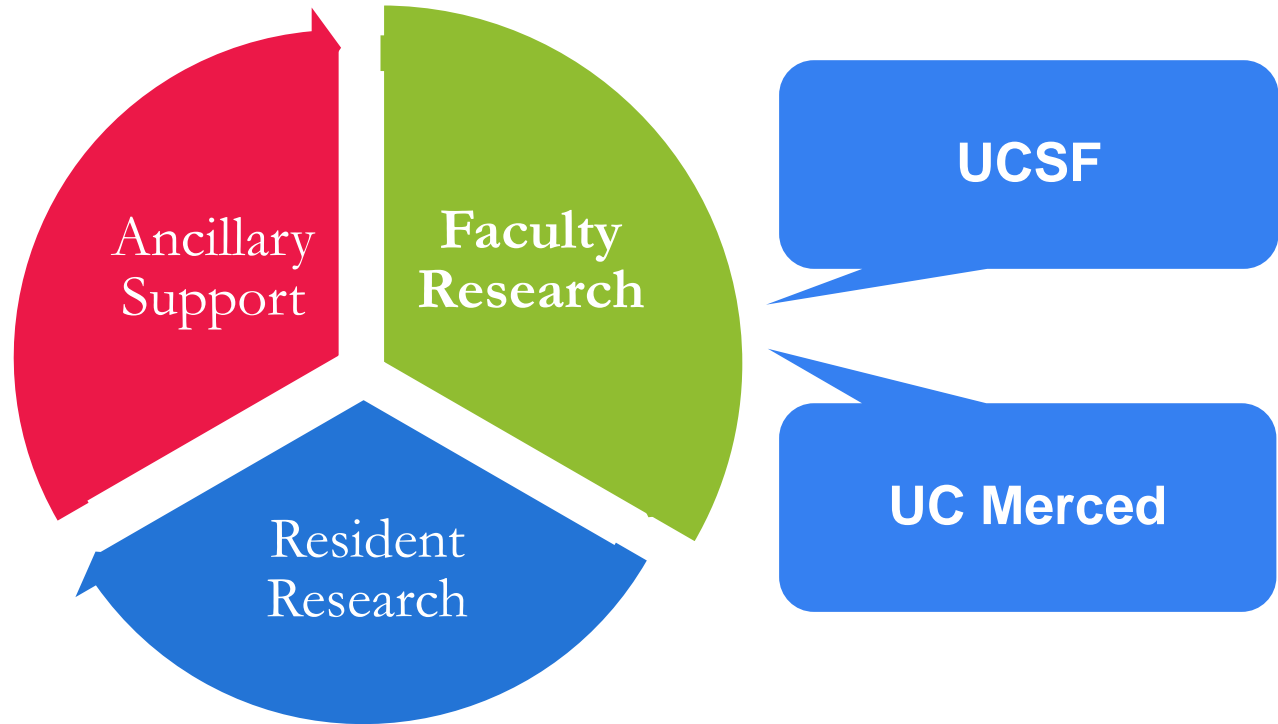 Ancillary
Support
Faculty
Research
Resident
Research
UCSF
UC Merced